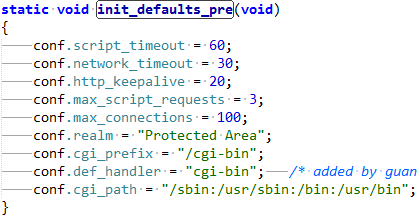 static void init_defaults_pre(void)
{
conf.script_timeout = 60;
conf.network_timeout = 30;
conf.http_keepalive = 20;
conf.max_script_requests = 3;
conf.max_connections = 100;
conf.realm = "Protected Area";
conf.cgi_prefix = "/cgi-bin";
conf.def_handler = "cgi-bin"; /* added by guan
conf.cgi_path = "/sbin:/usr/sbin:/bin:/usr/bin";
}